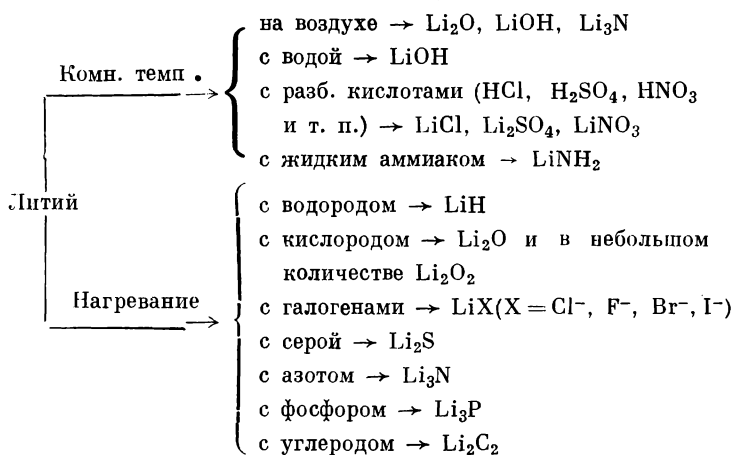 на воздухе → Li₂O, LiOH, Li₃N
Комн. темп.
с водой → LiOH
с разб. кислотами (HCl, H₂SO₄, HNO₃
и т. п.) → LiCl, Li₂SO₄, LiNO₃
с жидким аммиаком → LiNH₂
Литий
с водородом → LiH
с кислородом → Li₂O и в небольшом
количестве Li₂O₂
Нагревание
с галогенами → LiX(X = Cl⁻, F⁻, Br⁻, I⁻)
с серой → Li₂S
с азотом → Li₃N
с фосфором → Li₃P
с углеродом → Li₂C₂